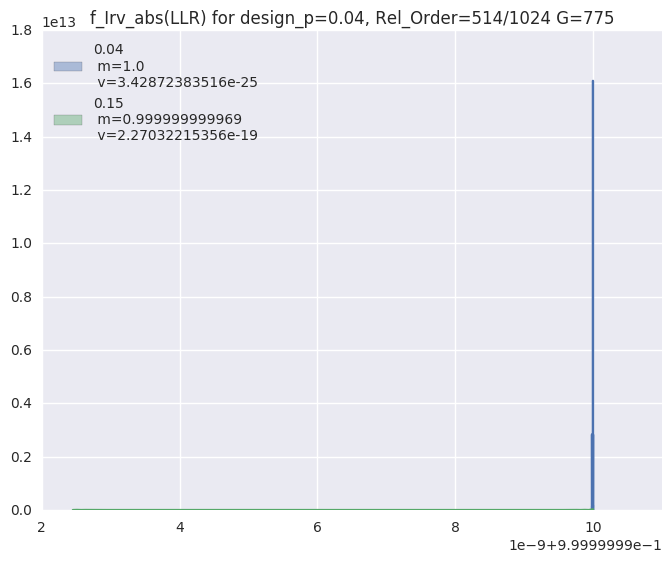 f_Irv_abs(LLR) for design_p=0.04, Rel_Order=514/1024 G=775
1e13
1.8
1.6
1.4
1.2
1.0
0.8
0.6
0.4
0.2
0.0
0.04
m=1.0
v=3.42872383516e-25
0.15
m=0.999999999969
v=2.27032215356e-19
2 4 6 8 10
1e-9+9.9999999e-1